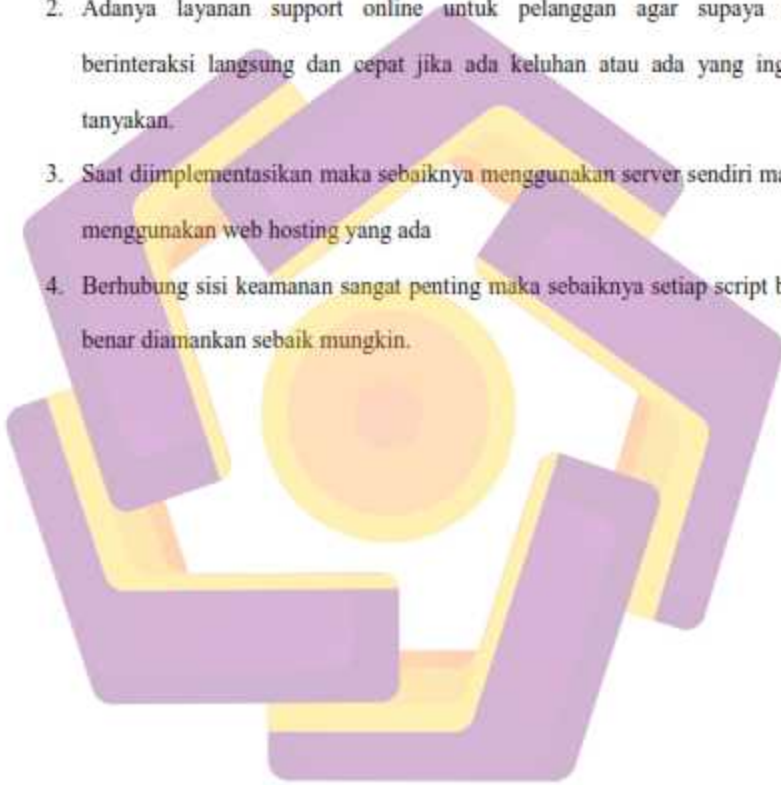 2. Adanya layanan support online untuk pelanggan agar supaya
berinteraksi langsung dan cepat jika ada keluhan atau ada yang ing
tanyakan.
3. Saat diimplementasikan maka sebaiknya menggunakan server sendiri ma
menggunakan web hosting yang ada
4. Berhubung sisi keamanan sangat penting maka sebaiknya setiap script b
benar diamankan sebaik mungkin.